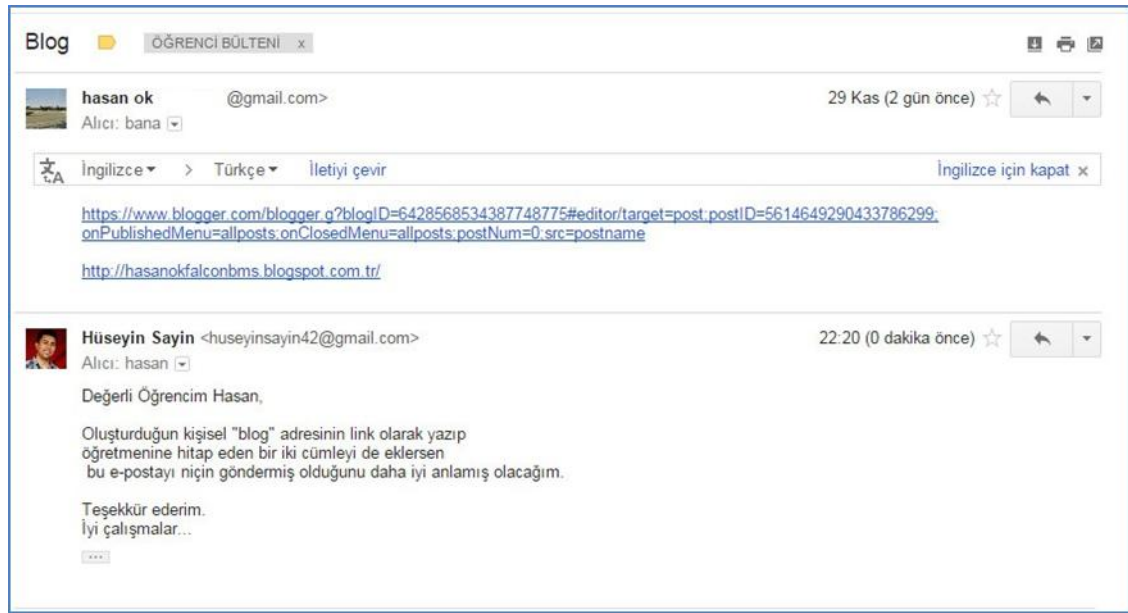 Blog ÖĞRENCİ BÜLTENİ x
hasan ok @gmail.com> 29 Kas (2 gün önce)
Alıcı: bana
İngilizce > Türkçe İletiyi çevir İngilizce için kapat x
https://www.blogger.com/blogger.g?blogID=6428568534387748775#editor/target=post;postID=5614649290433786299;
onPublishedMenu=allposts;onClosedMenu=allposts;postNum=0;src=postname
http://hasanokfalconbms.blogspot.com.tr/
Hüseyin Sayin <huseyinsayin42@gmail.com> 22:20 (0 dakika önce)
Alıcı: hasan
Değerli Öğrencim Hasan,
Oluşturduğun kişisel "blog" adresinin link olarak yazıp
öğretmenine hitap eden bir iki cümleyi de eklersen
bu e-postayı niçin göndermiş olduğunu daha iyi anlamış olacağım.
Teşekkür ederim.
İyi çalışmalar...